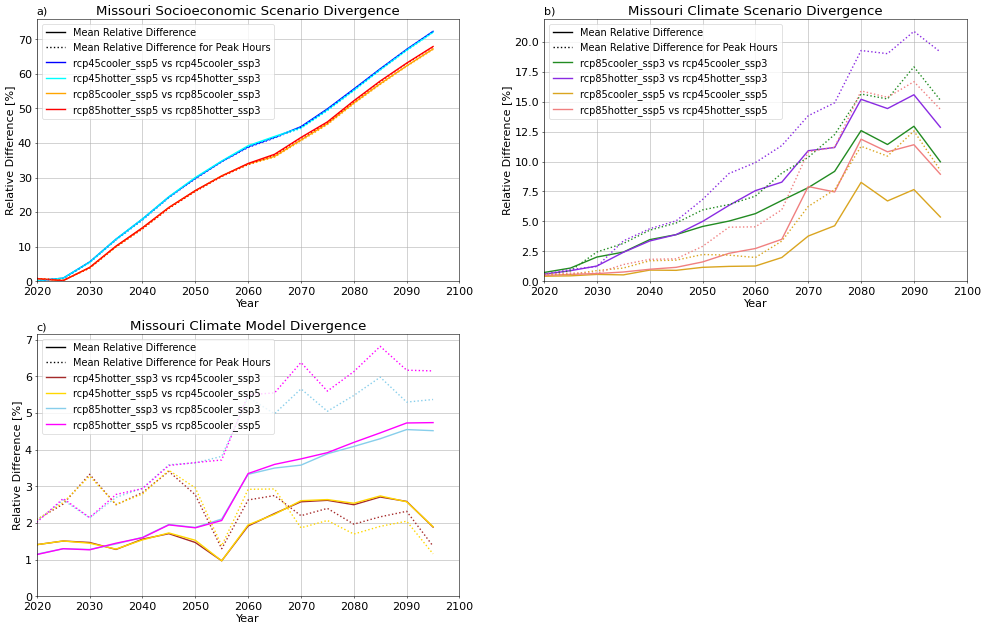 a)
Missouri Socioeconomic Scenario Divergence
Mean Relative Difference
Mean Relative Difference for Peak Hours
rcp45cooler_ssp5 vs rcp45cooler_ssp3
rcp45hotter_ssp5 vs rcp45hotter_ssp3
rcp85cooler_ssp5 vs rcp85cooler_ssp3
rcp85hotter_ssp5 vs rcp85hotter_ssp3
Relative Difference [%]
70
60
50
40
30
20
10
0
2020 2030 2040 2050 2060 2070 2080 2090 2100
Year
b)
Missouri Climate Scenario Divergence
Mean Relative Difference
Mean Relative Difference for Peak Hours
rcp85cooler_ssp3 vs rcp45cooler_ssp3
rcp85hotter_ssp3 vs rcp45hotter_ssp3
rcp85cooler_ssp5 vs rcp45cooler_ssp5
rcp85hotter_ssp5 vs rcp45hotter_ssp5
Relative Difference [%]
20.0
17.5
15.0
12.5
10.0
7.5
5.0
2.5
0.0
2020 2030 2040 2050 2060 2070 2080 2090 2100
Year
c)
Missouri Climate Model Divergence
Mean Relative Difference
Mean Relative Difference for Peak Hours
rcp45hotter_ssp3 vs rcp45cooler_ssp3
rcp45hotter_ssp5 vs rcp45cooler_ssp5
rcp85hotter_ssp3 vs rcp85cooler_ssp3
rcp85hotter_ssp5 vs rcp85cooler_ssp5
Relative Difference [%]
7
6
5
4
3
2
1
0
2020 2030 2040 2050 2060 2070 2080 2090 2100
Year